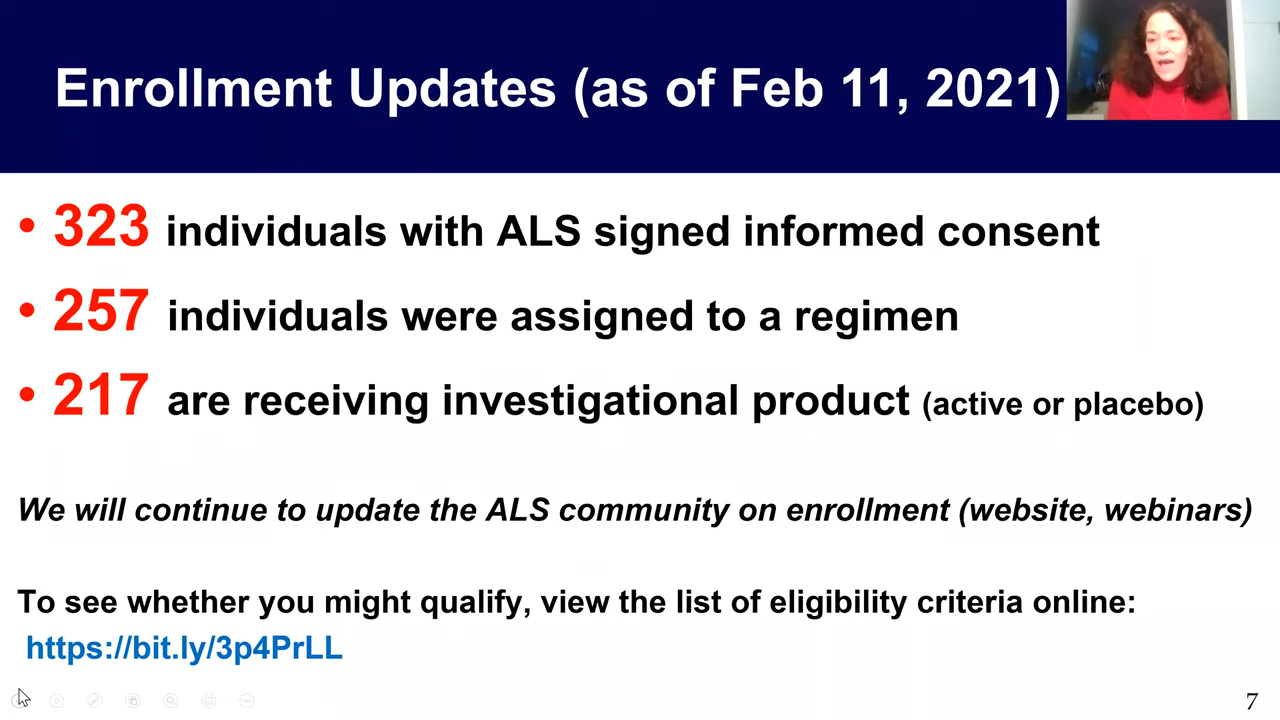 Enrollment Updates (as of Feb 11, 2021)
• 323 individuals with ALS signed informed consent
• 257 individuals were assigned to a regimen
• 217 are receiving investigational product (active or placebo)
We will continue to update the ALS community on enrollment (website, webinars)
To see whether you might qualify, view the list of eligibility criteria online:
https://bit.ly/3p4PrLL
7